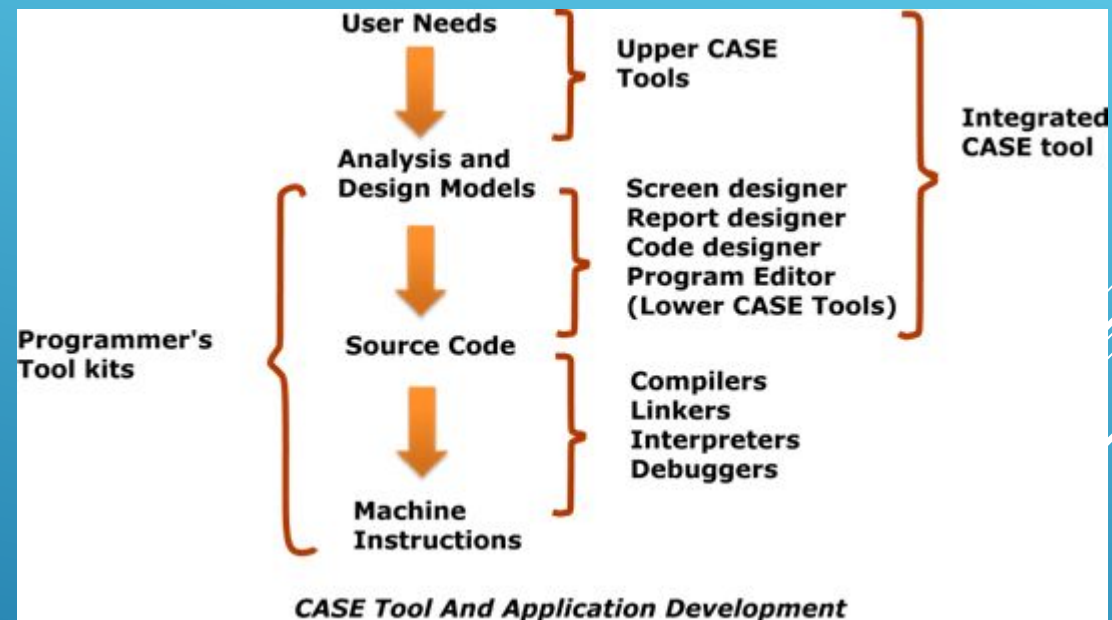 User Needs
Upper CASE
Tools
Integrated
CASE tool
Analysis and
Design Models
Screen designer
Report designer
Code designer
Program Editor
(Lower CASE Tools)
Programmer's
Tool kits
Source Code
Compilers
Linkers
Interpreters
Debuggers
Machine
Instructions
CASE Tool And Application Development